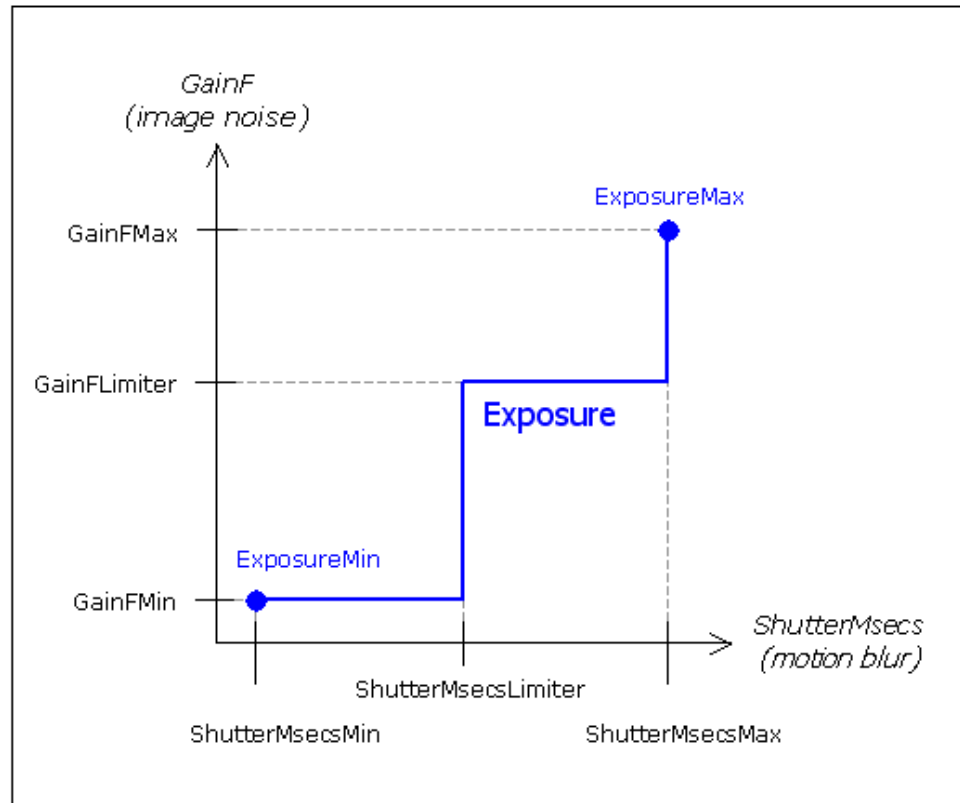 GainF
(image noise)
ExposureMax
GainFMax
GainFLimiter
Exposure
ExposureMin
GainFMin
ShutterMsecs
(motion blur)
ShutterMsecsLimiter
ShutterMsecsMin
ShutterMsecsMax